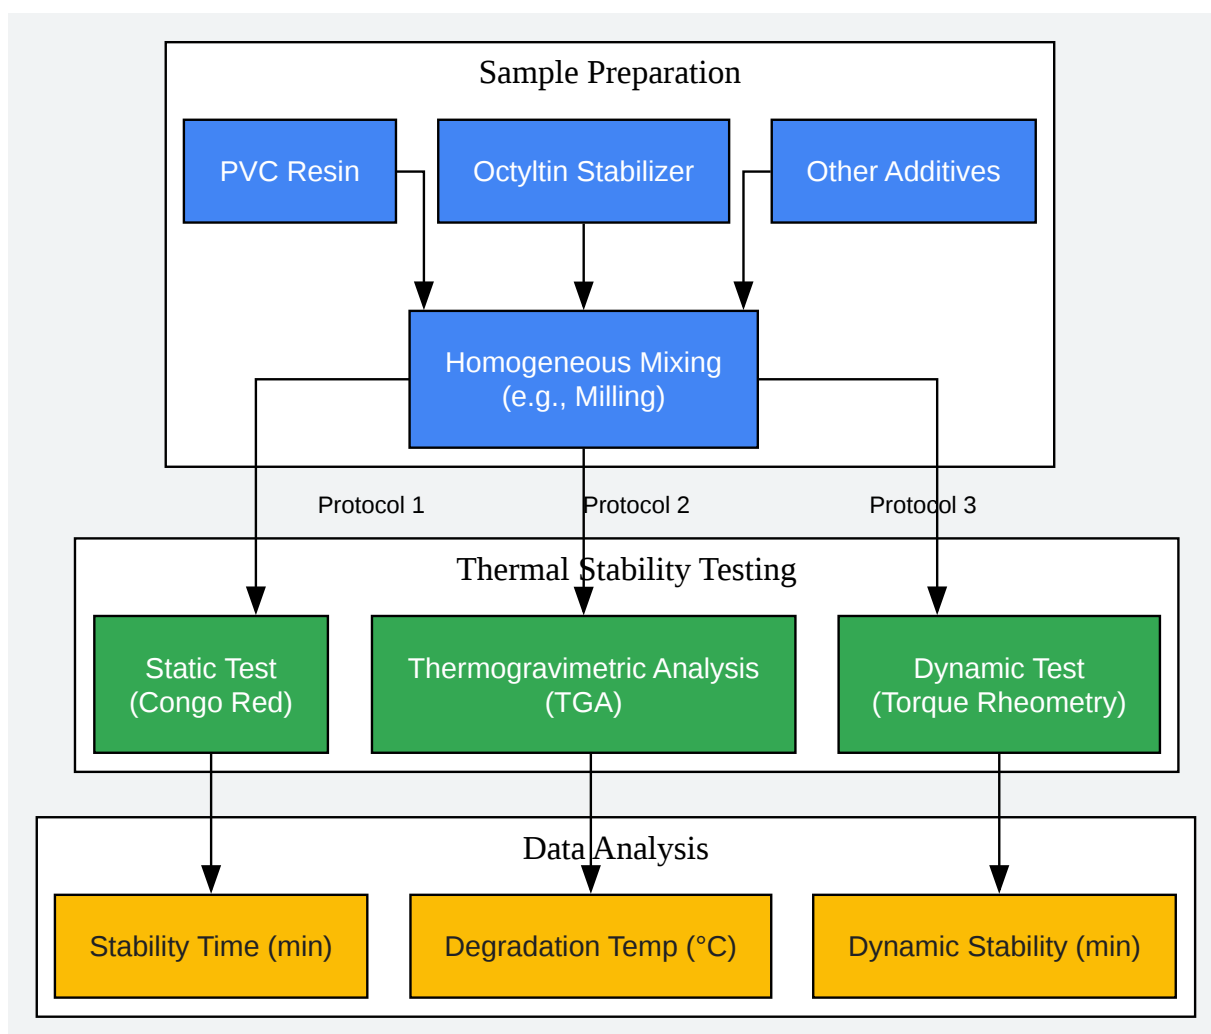 Sample Preparation
PVC Resin
Octyltin Stabilizer
Other Additives
Homogeneous Mixing
(e.g., Milling)
Protocol 1
Protocol 2
Protocol 3
Thermal Stability Testing
Static Test
(Congo Red)
Thermogravimetric Analysis
(TGA)
Dynamic Test
(Torque Rheometry)
Data Analysis
Stability Time (min)
Degradation Temp (°C)
Dynamic Stability (min)